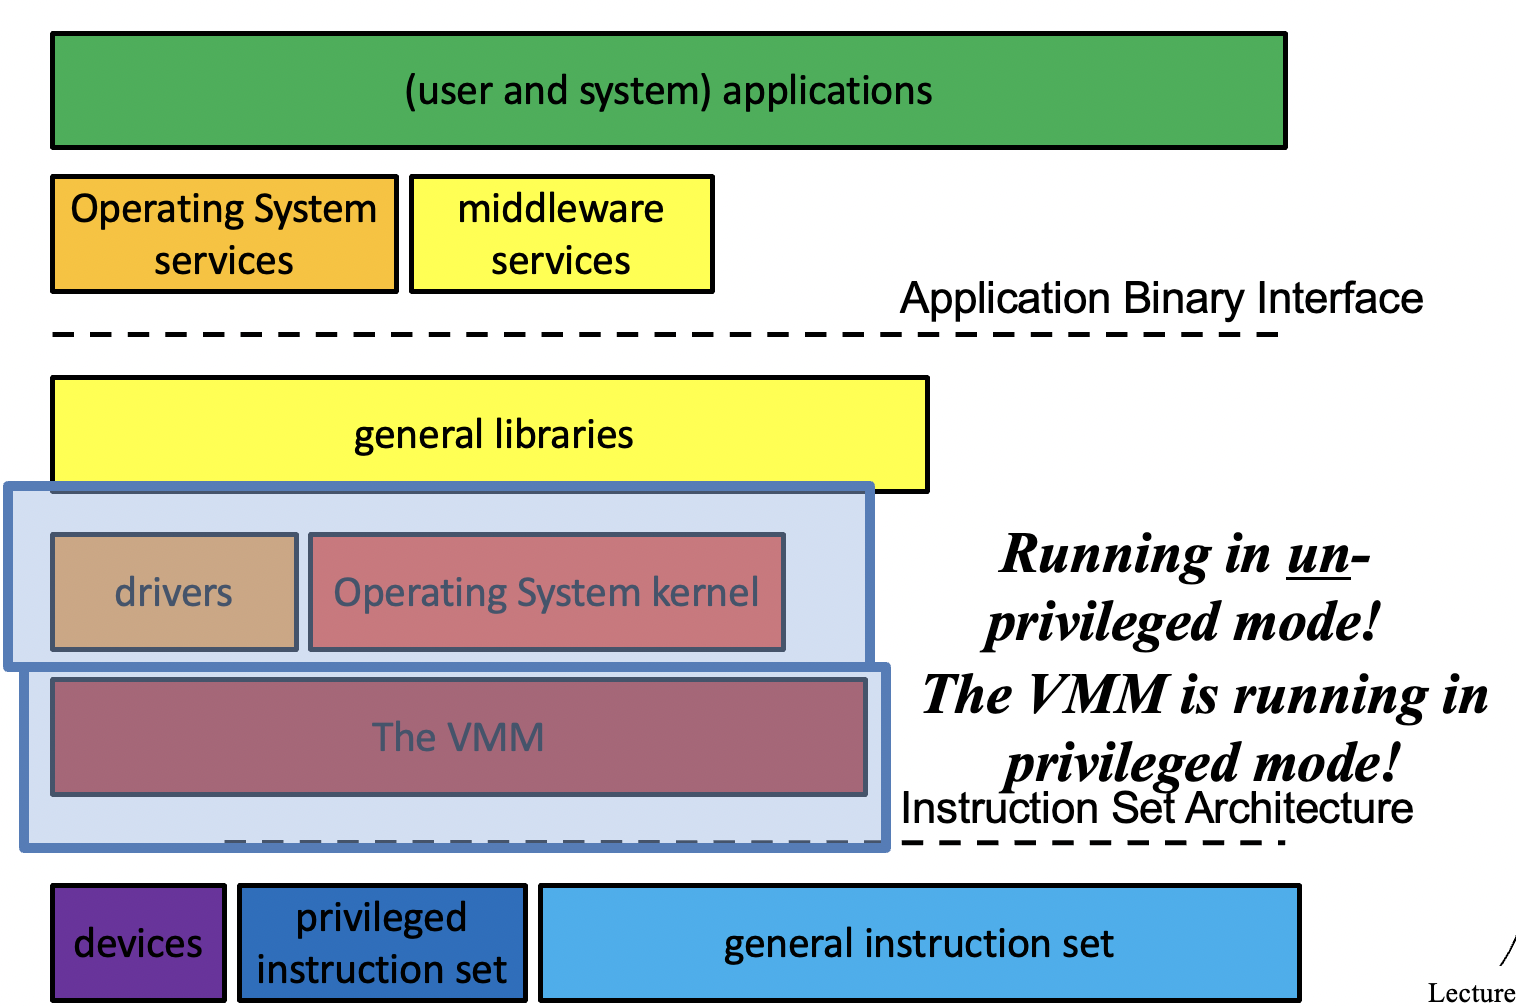 (user and system) applications
Operating System
services
middleware
services
Application Binary Interface
general libraries
drivers
Operating System kernel
Running in un-
privileged mode!
The VMM
The VMM is running in
privileged mode!
Instruction Set Architecture
devices
privileged
instruction set
general instruction set
Lecture